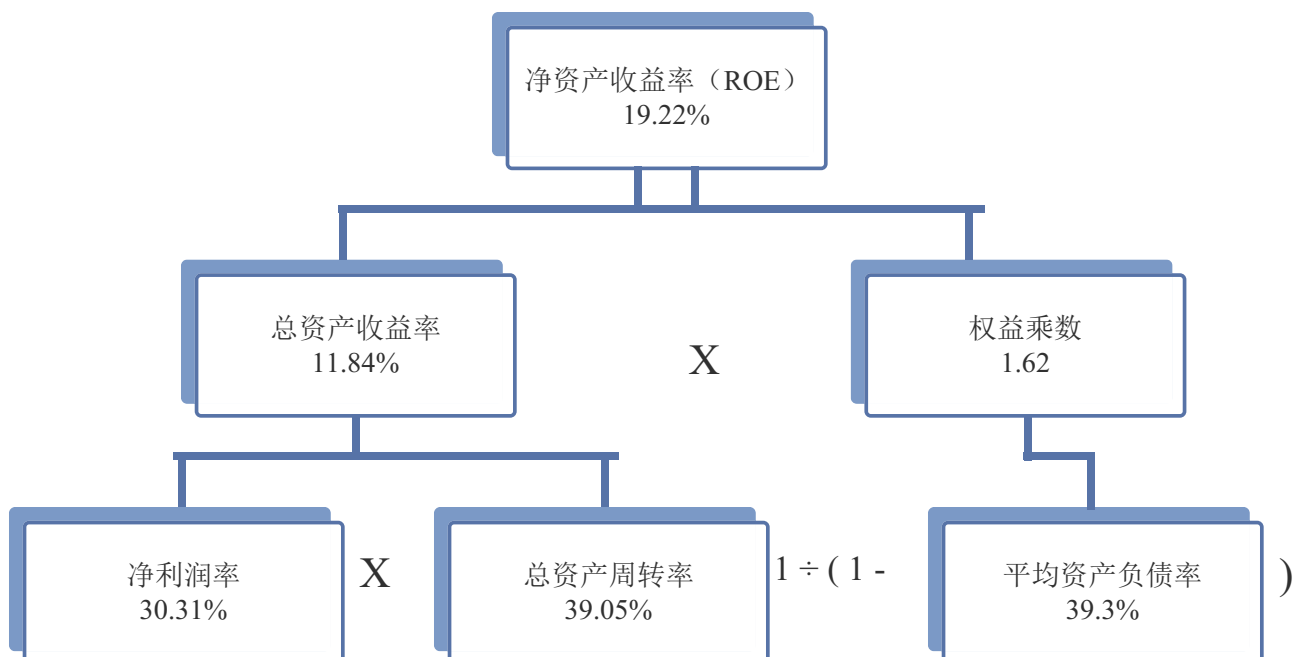 净资产收益率（ROE）
19.22%
总资产收益率
11.84%
X
权益乘数
1.62
净利润率
30.31%
X
总资产周转率
39.05%
1 ÷ ( 1 -
平均资产负债率
39.3%
)